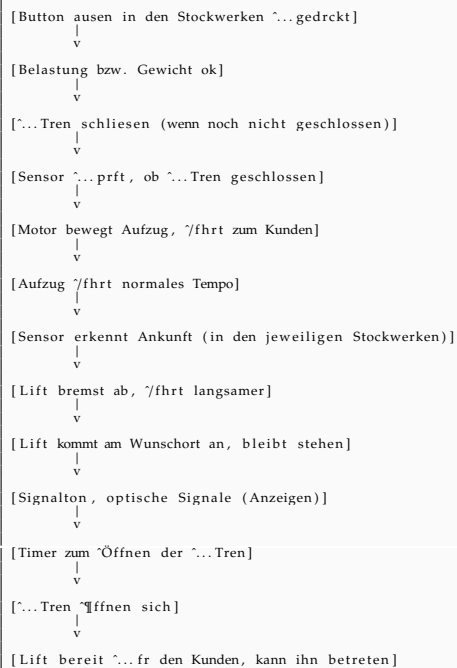 [Button ausen in den Stockwerken ˆ...gedrckt]
|
v
[Belastung bzw. Gewicht ok]
|
v
[ˆ...Tren schliesen (wenn noch nicht geschlossen)]
|
v
[Sensor ˆ...prft, ob ˆ...Tren geschlossen]
|
v
[Motor bewegt Aufzug, ˆ/fhrt zum Kunden]
|
v
[Aufzug ˆ/fhrt normales Tempo]
|
v
[Sensor erkennt Ankunft (in den jeweiligen Stockwerken)]
|
v
[Lift bremst ab, ˆ/fhrt langsamer]
|
v
[Lift kommt am Wunschort an, bleibt stehen]
|
v
[Signalton, optische Signale (Anzeigen)]
|
v
[Timer zum ˆÖffnen der ˆ...Tren]
|
v
[ˆ...Tren ˆ¶ffnen sich]
|
v
[Lift bereit ˆ...fr den Kunden, kann ihn betreten]